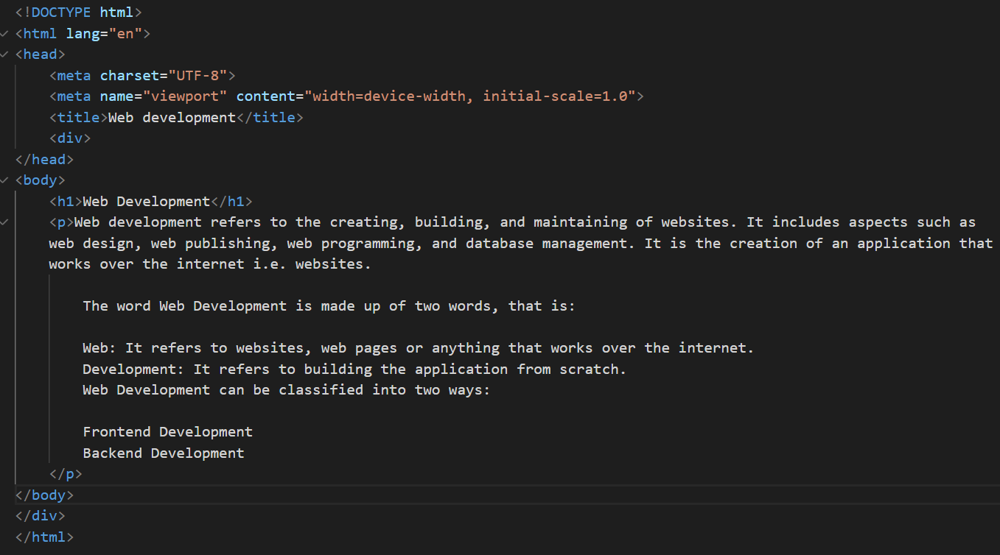 <!DOCTYPE html>
<html lang="en">
<head>
    <meta charset="UTF-8">
    <meta name="viewport" content="width=device-width, initial-scale=1.0">
    <title>Web development</title>
    <div>
</head>
<body>
    <h1>Web Development</h1>
    <p>Web development refers to the creating, building, and maintaining of websites. It includes aspects such as
    web design, web publishing, web programming, and database management. It is the creation of an application that
    works over the internet i.e. websites.

        The word Web Development is made up of two words, that is:

        Web: It refers to websites, web pages or anything that works over the internet.
        Development: It refers to building the application from scratch.
        Web Development can be classified into two ways:

        Frontend Development
        Backend Development
    </p>
</body>
</div>
</html>